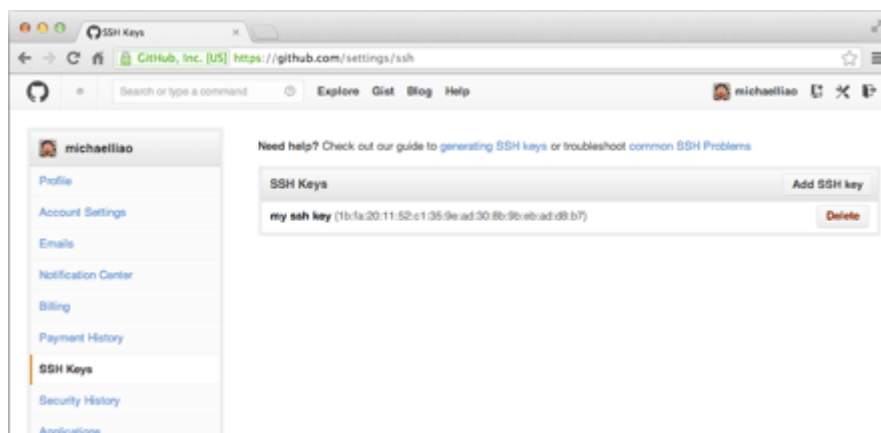 SSH Keys
GitHub, Inc. [US] https://github.com/settings/ssh
Search or type a command Explore Gist Blog Help michaelliao
michaelliao
Need help? Check out our guide to generating SSH keys or troubleshoot common SSH Problems
Profile
SSH Keys Add SSH key
Account Settings
my ssh key (1b:fa:20:11:52:c1:35:9e:ad:30:8b:9b:eb:ad:d8:b7) Delete
Emails
Notification Center
Billing
Payment History
SSH Keys
Security History
Applications